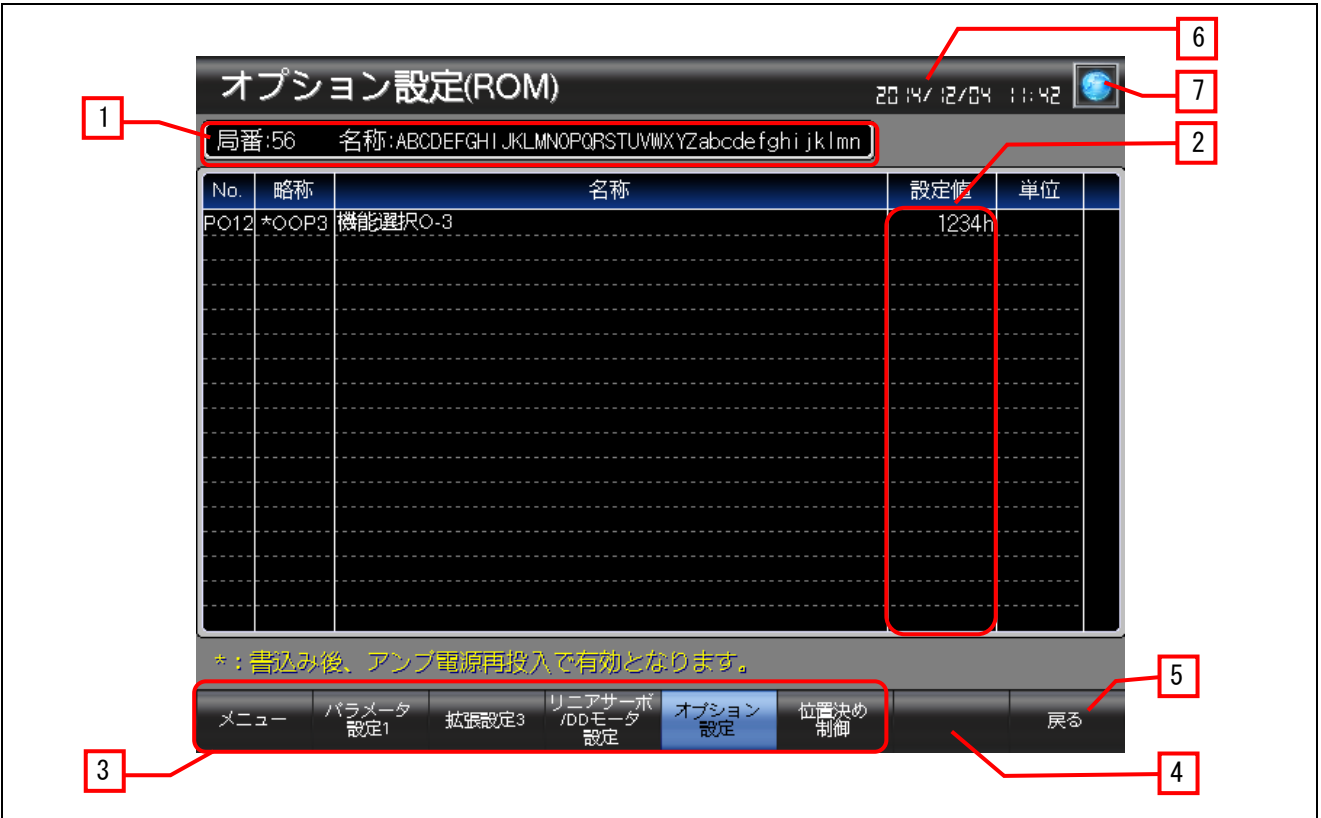 6
オプション設定(ROM)
2014/12/04 11:42
7
1
局番:56 名称:ABCDEFGHIJKLMNOPQRSTUVWXYZabcdefghijklmn
2
No. 略称 名称 設定値 単位
PO12 *OOP3 機能選択O-3 1234h
*：書込み後、アンプ電源再投入で有効となります。
5
メニュー
パラメータ
設定1
拡張設定3
リニアサーボ
/DDモータ
設定
オプション
設定
位置決め
制御
戻る
3
4